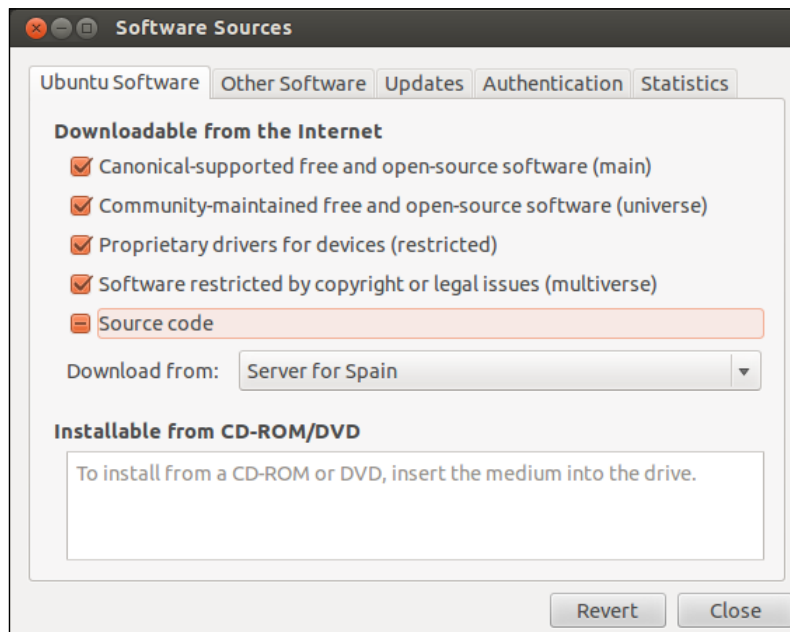 Software Sources
Ubuntu Software Other Software Updates Authentication Statistics
Downloadable from the Internet
Canonical-supported free and open-source software (main)
Community-maintained free and open-source software (universe)
Proprietary drivers for devices (restricted)
Software restricted by copyright or legal issues (multiverse)
Source code
Download from: Server for Spain
Installable from CD-ROM/DVD
To install from a CD-ROM or DVD, insert the medium into the drive.
Revert Close